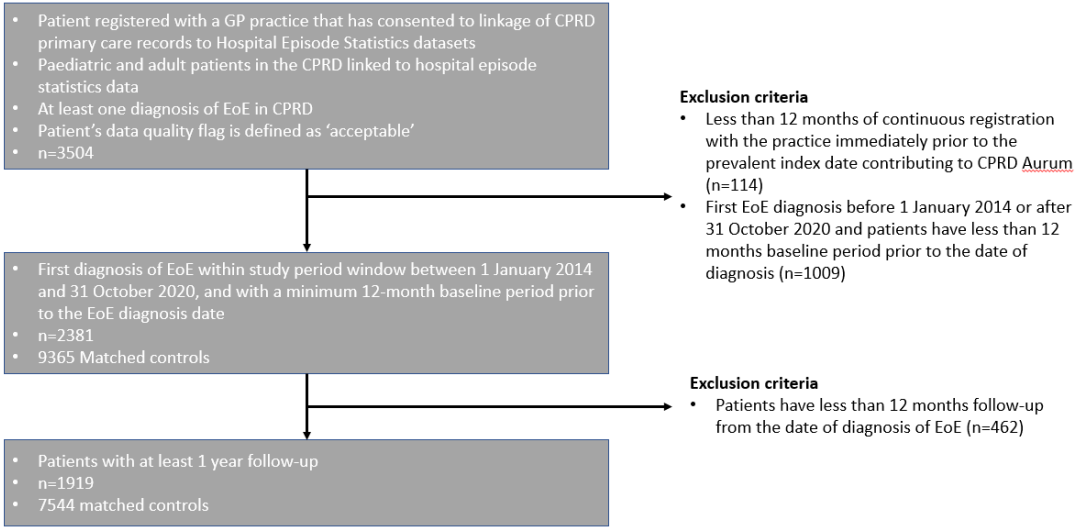 • Patient registered with a GP practice that has consented to linkage of CPRD
primary care records to Hospital Episode Statistics datasets
• Paediatric and adult patients in the CPRD linked to hospital episode
statistics data
• At least one diagnosis of EoE in CPRD
• Patient's data quality flag is defined as ‘acceptable’
• n=3504
Exclusion criteria
• Less than 12 months of continuous registration
with the practice immediately prior to the
prevalent index date contributing to CPRD Aurum
(n=114)
• First EoE diagnosis before 1 January 2014 or after
31 October 2020 and patients have less than 12
months baseline period prior to the date of
diagnosis (n=1009)
• First diagnosis of EoE within study period window between 1 January 2014
and 31 October 2020, and with a minimum 12-month baseline period prior
to the EoE diagnosis date
• n=2381
• 9365 Matched controls
Exclusion criteria
• Patients have less than 12 months follow-up
from the date of diagnosis of EoE (n=462)
• Patients with at least 1 year follow-up
• n=1919
• 7544 matched controls